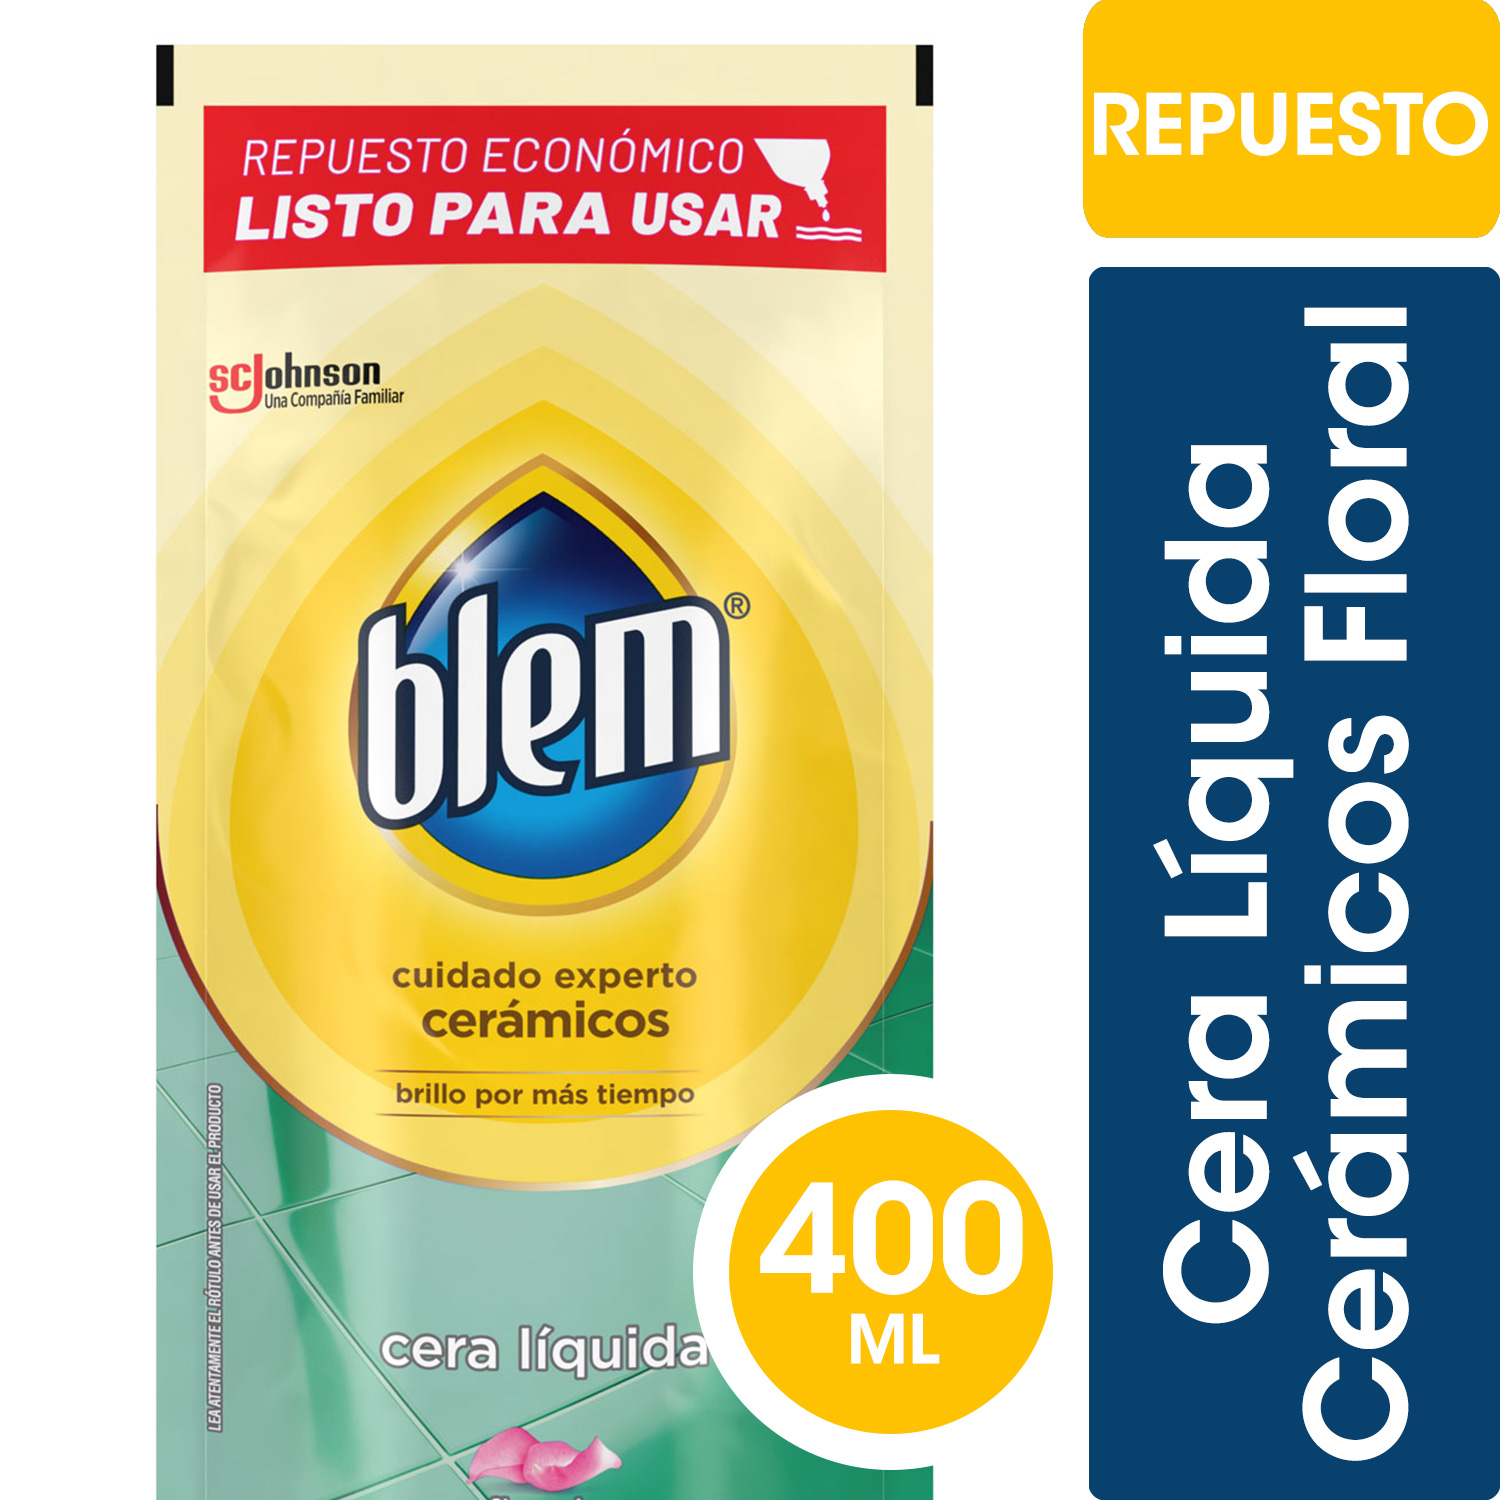 REPUESTO ECONÓMICO
LISTO PARA USAR
SCJohnson
Una Compañía Familiar
blem®
cuidado experto
cerámicos
brillo por más tiempo
LEA ATENTAMENTE EL RÓTULO ANTES DE USAR EL PRODUCTO
cera líquida
400
ML
REPUESTO
Cera Líquida
Cerámicos Floral